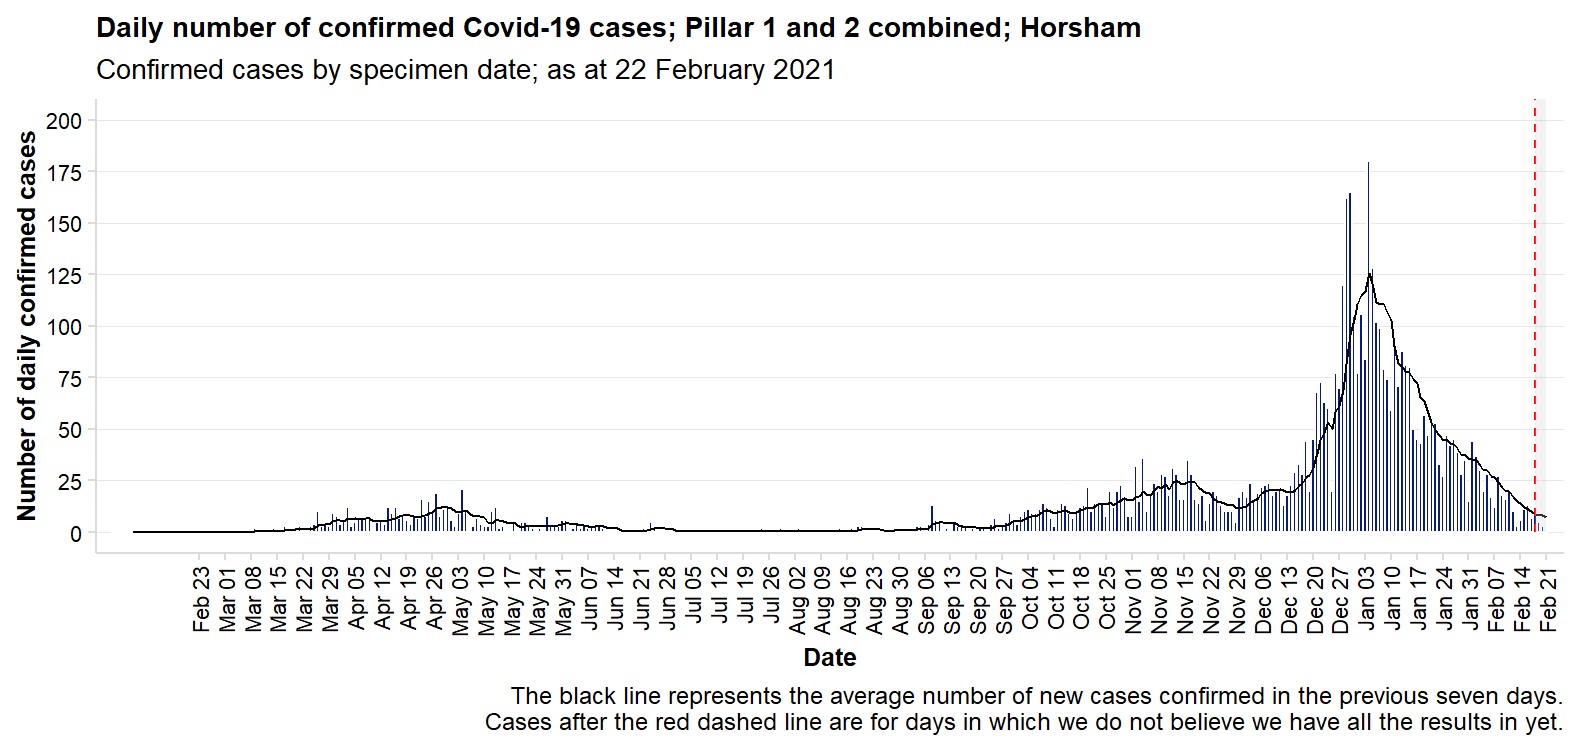 Daily number of confirmed Covid-19 cases; Pillar 1 and 2 combined; Horsham
Confirmed cases by specimen date; as at 22 February 2021
Number of daily confirmed cases
200
175
150
125
100
75
50
25
0
Feb 23
Mar 01
Mar 08
Mar 15
Mar 22
Mar 29
Apr 05
Apr 12
Apr 19
Apr 26
May 03
May 10
May 17
May 24
May 31
Jun 07
Jun 14
Jun 21
Jun 28
Jul 05
Jul 12
Jul 19
Jul 26
Aug 02
Aug 09
Aug 16
Aug 23
Aug 30
Sep 06
Sep 13
Sep 20
Sep 27
Oct 04
Oct 11
Oct 18
Oct 25
Nov 01
Nov 08
Nov 15
Nov 22
Nov 29
Dec 06
Dec 13
Dec 20
Dec 27
Jan 03
Jan 10
Jan 17
Jan 24
Jan 31
Feb 07
Feb 14
Feb 21
Date
The black line represents the average number of new cases confirmed in the previous seven days.
Cases after the red dashed line are for days in which we do not believe we have all the results in yet.